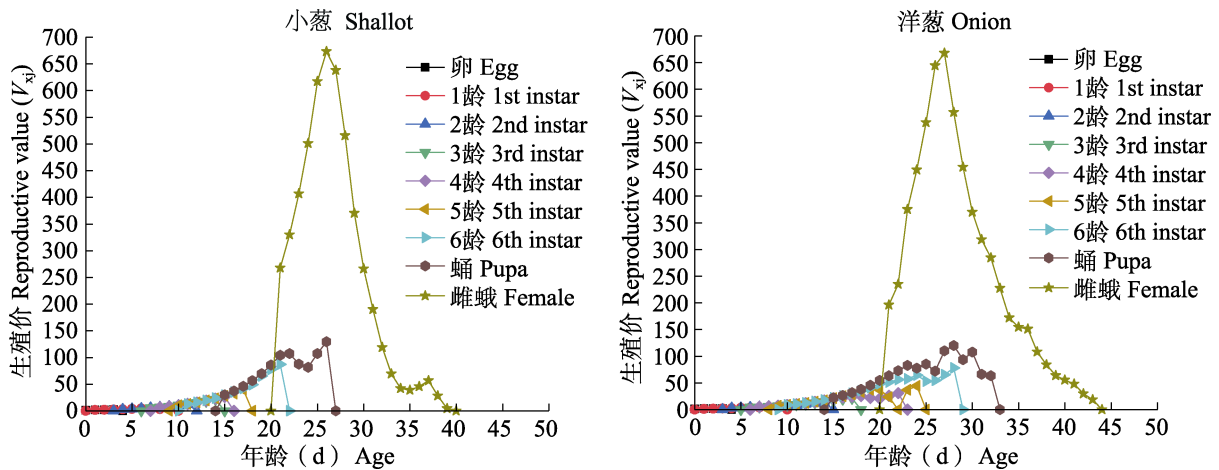 小葱 Shallot
生殖价 Reproductive value (Vxj)
700
650
600
550
500
450
400
350
300
250
200
150
100
50
0
卵 Egg
1龄 1st instar
2龄 2nd instar
3龄 3rd instar
4龄 4th instar
5龄 5th instar
6龄 6th instar
蛹 Pupa
雌蛾 Female
0 5 10 15 20 25 30 35 40 45 50
年龄（d）Age
洋葱 Onion
生殖价 Reproductive value (Vxj)
700
650
600
550
500
450
400
350
300
250
200
150
100
50
0
卵 Egg
1龄 1st instar
2龄 2nd instar
3龄 3rd instar
4龄 4th instar
5龄 5th instar
6龄 6th instar
蛹 Pupa
雌蛾 Female
0 5 10 15 20 25 30 35 40 45 50
年龄（d）Age